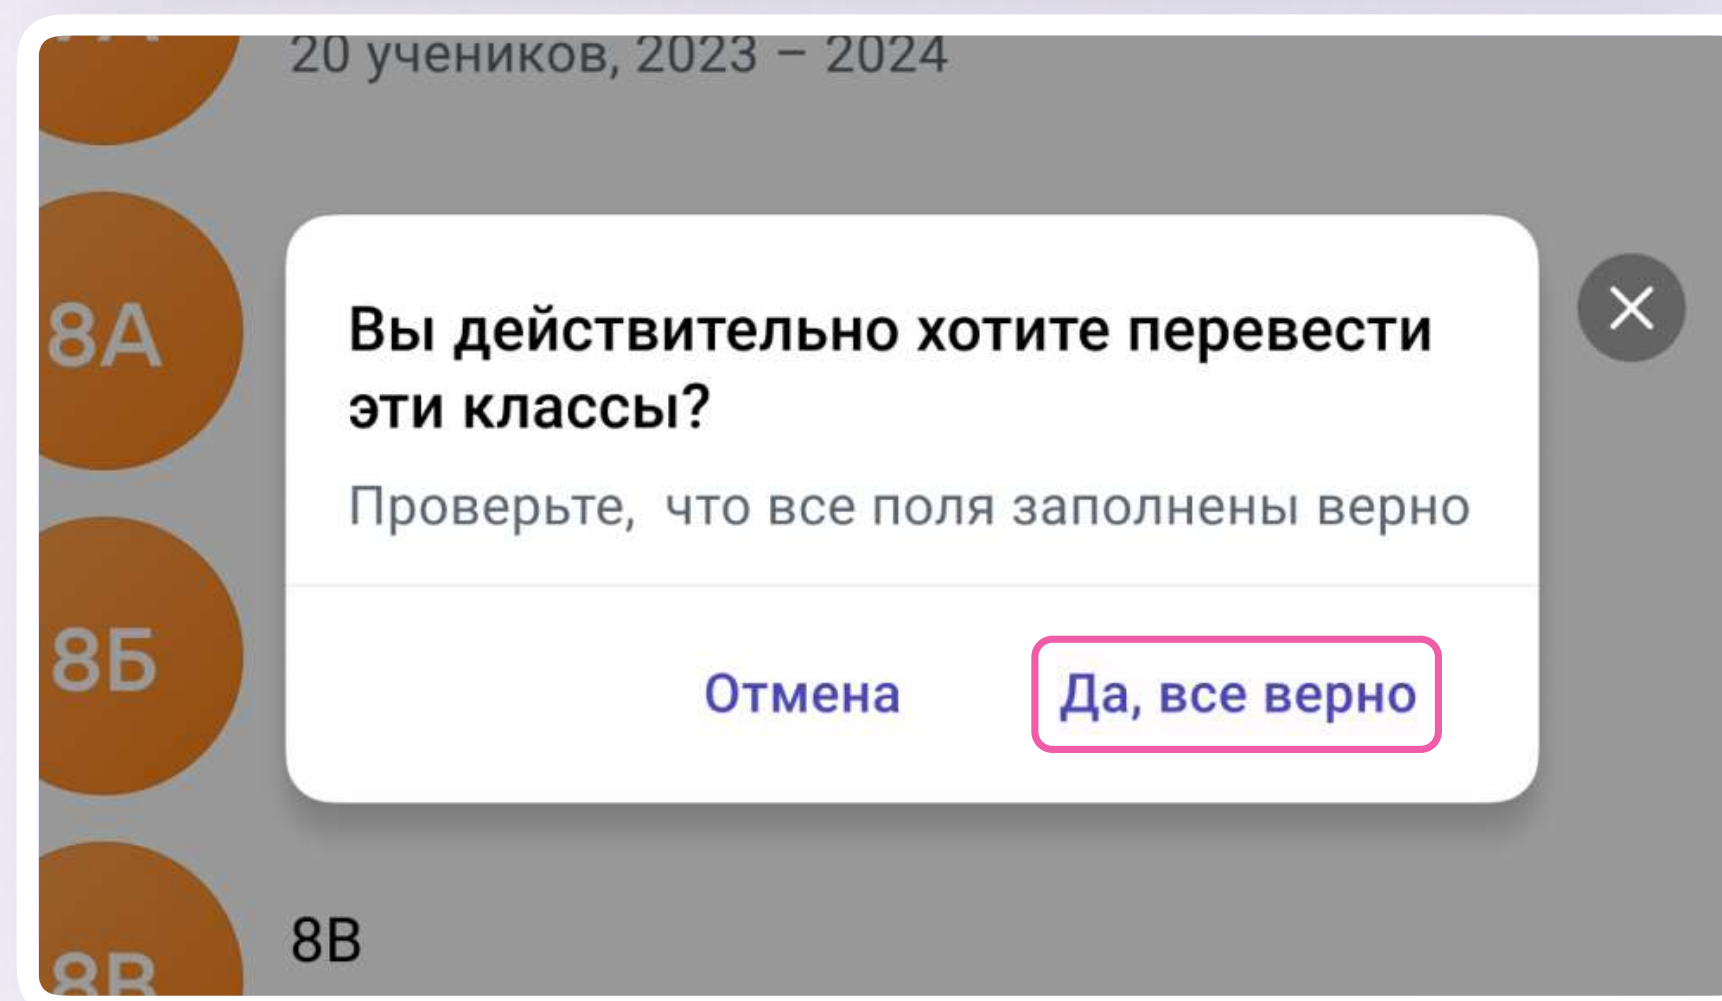 20 учеников, 2023 – 2024
8А
Вы действительно хотите перевести
эти классы?
Проверьте, что все поля заполнены верно
8Б
Отмена
Да, все верно
8В
8В